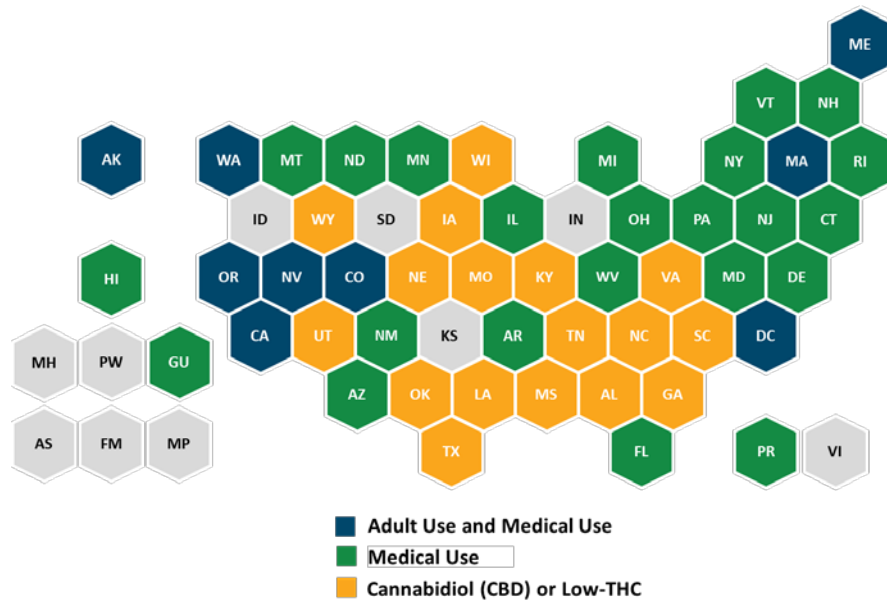 ME
VT NH
AK WA MT ND MN WI MI NY MA RI
ID WY SD IA IL IN OH PA NJ CT
HI OR NV CO NE MO KY WV VA MD DE
CA UT NM KS AR TN NC SC DC
MH PW GU
AZ OK LA MS AL GA
AS FM MP TX FL PR VI
Adult Use and Medical Use
Medical Use
Cannabidiol (CBD) or Low-THC